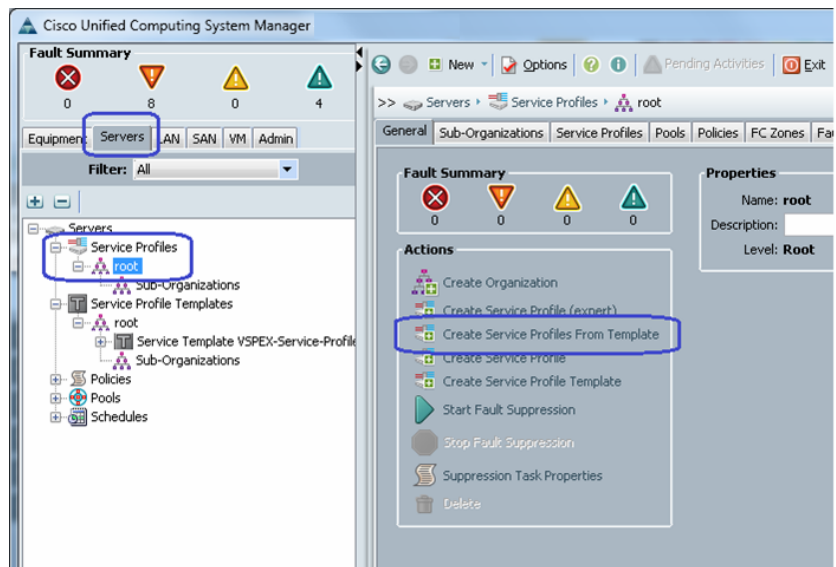 Cisco Unified Computing System Manager
Fault Summary
0 8 0 4
Equipment Servers LAN SAN VM Admin
Filter: All
Servers
Service Profiles
root
Sub-Organizations
Service Profile Templates
root
Service Template VSPEX-Service-Profile
Sub-Organizations
Policies
Pools
Schedules
New Options Pending Activities Exit
>> Servers Service Profiles root
General Sub-Organizations Service Profiles Pools Policies FC Zones Fau
Fault Summary
0 0 0 0
Actions
Create Organization
Create Service Profile (expert)
Create Service Profiles From Template
Create Service Profile
Create Service Profile Template
Start Fault Suppression
Stop Fault Suppression
Suppression Task Properties
Delete
Properties
Name: root
Description:
Level: Root